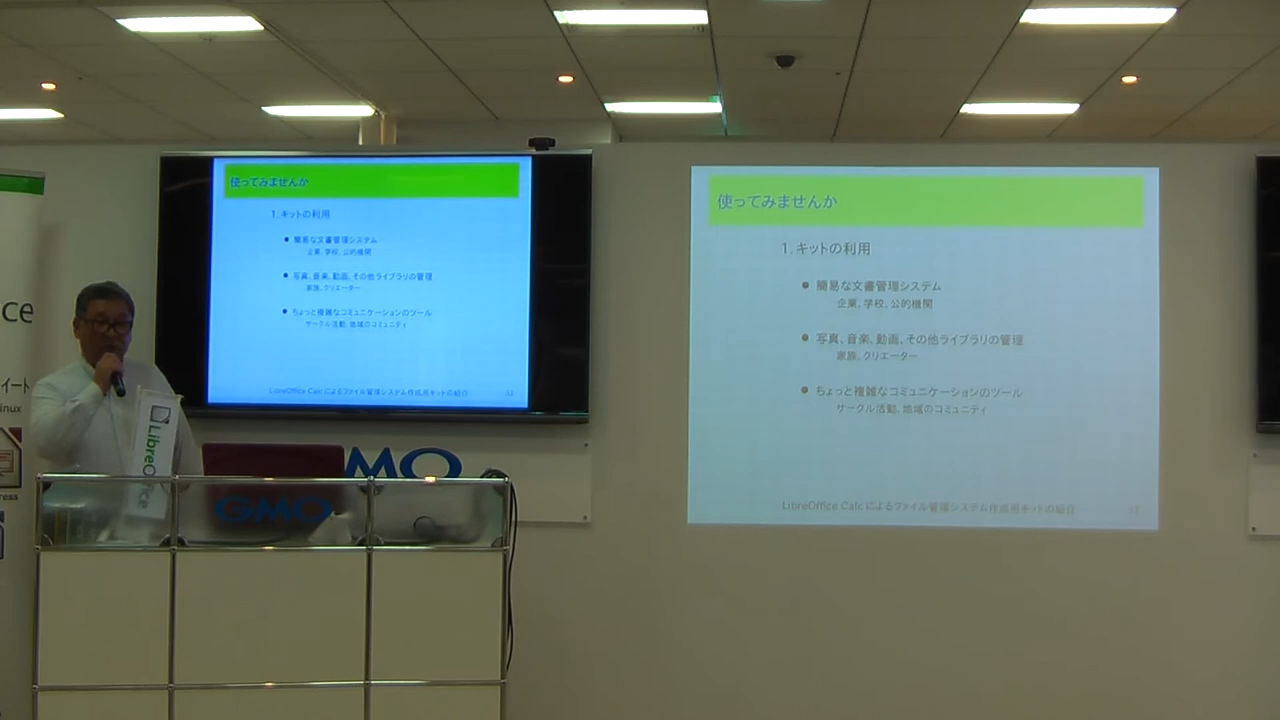 使ってみませんか
1. キットの利用
● 簡易な文書管理システム
企業、学校、公的機関
● 写真、音楽、動画、その他ライブラリの管理
家族、クリエーター
● ちょっと複雑なコミュニケーションのツール
サークル活動、地域のコミュニティ
LibreOffice Calc によるファイル管理システム作成用キットの紹介 32
使ってみませんか
1. キットの利用
● 簡易な文書管理システム
企業、学校、公的機関
● 写真、音楽、動画、その他ライブラリの管理
家族、クリエーター
● ちょっと複雑なコミュニケーションのツール
サークル活動、地域のコミュニティ
LibreOffice Calc によるファイル管理システム作成用キットの紹介 32
ce
イート
inux
ress
LibreOffice
MO
GMO